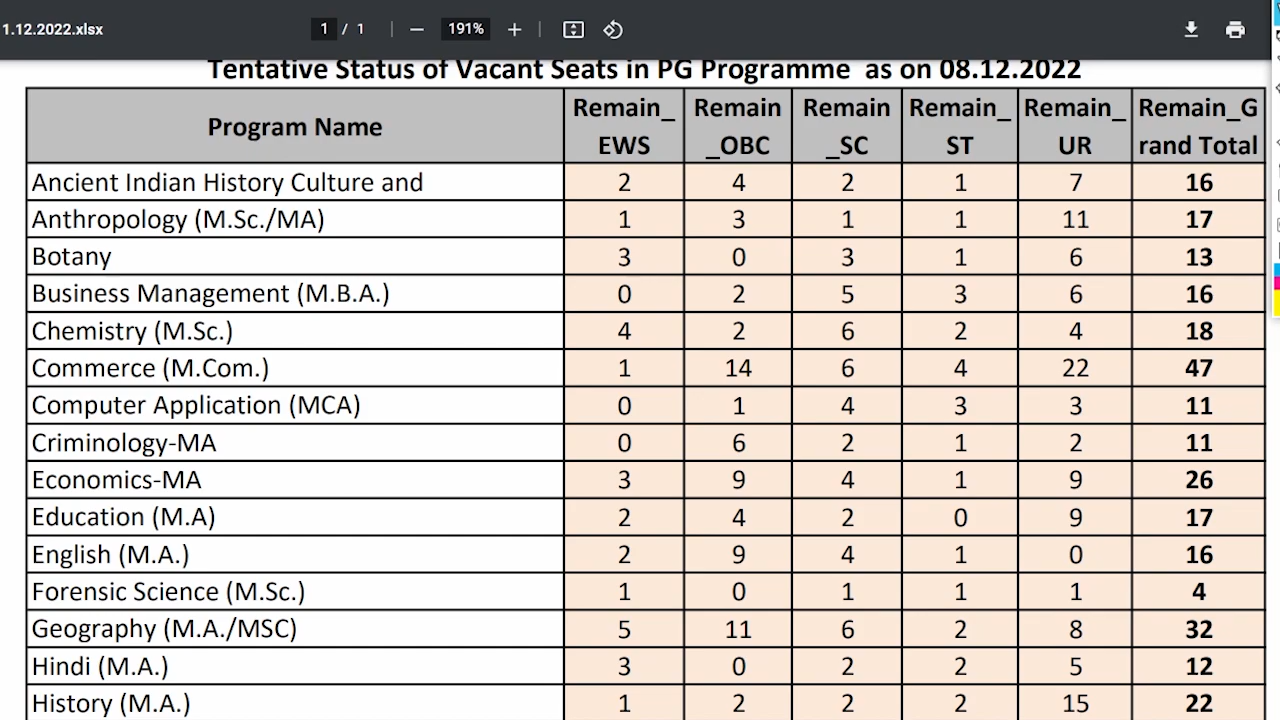 1.12.2022.xlsx 1 / 1 191%
Tentative Status of Vacant Seats in PG Programme as on 08.12.2022
Program Name Remain_EWS Remain_OBC Remain_SC Remain_ST Remain_UR Remain_Grand Total
Ancient Indian History Culture and 2 4 2 1 7 16
Anthropology (M.Sc./MA) 1 3 1 1 11 17
Botany 3 0 3 1 6 13
Business Management (M.B.A.) 0 2 5 3 6 16
Chemistry (M.Sc.) 4 2 6 2 4 18
Commerce (M.Com.) 1 14 6 4 22 47
Computer Application (MCA) 0 1 4 3 3 11
Criminology-MA 0 6 2 1 2 11
Economics-MA 3 9 4 1 9 26
Education (M.A) 2 4 2 0 9 17
English (M.A.) 2 9 4 1 0 16
Forensic Science (M.Sc.) 1 0 1 1 1 4
Geography (M.A./MSC) 5 11 6 2 8 32
Hindi (M.A.) 3 0 2 2 5 12
History (M.A.) 1 2 2 2 15 22